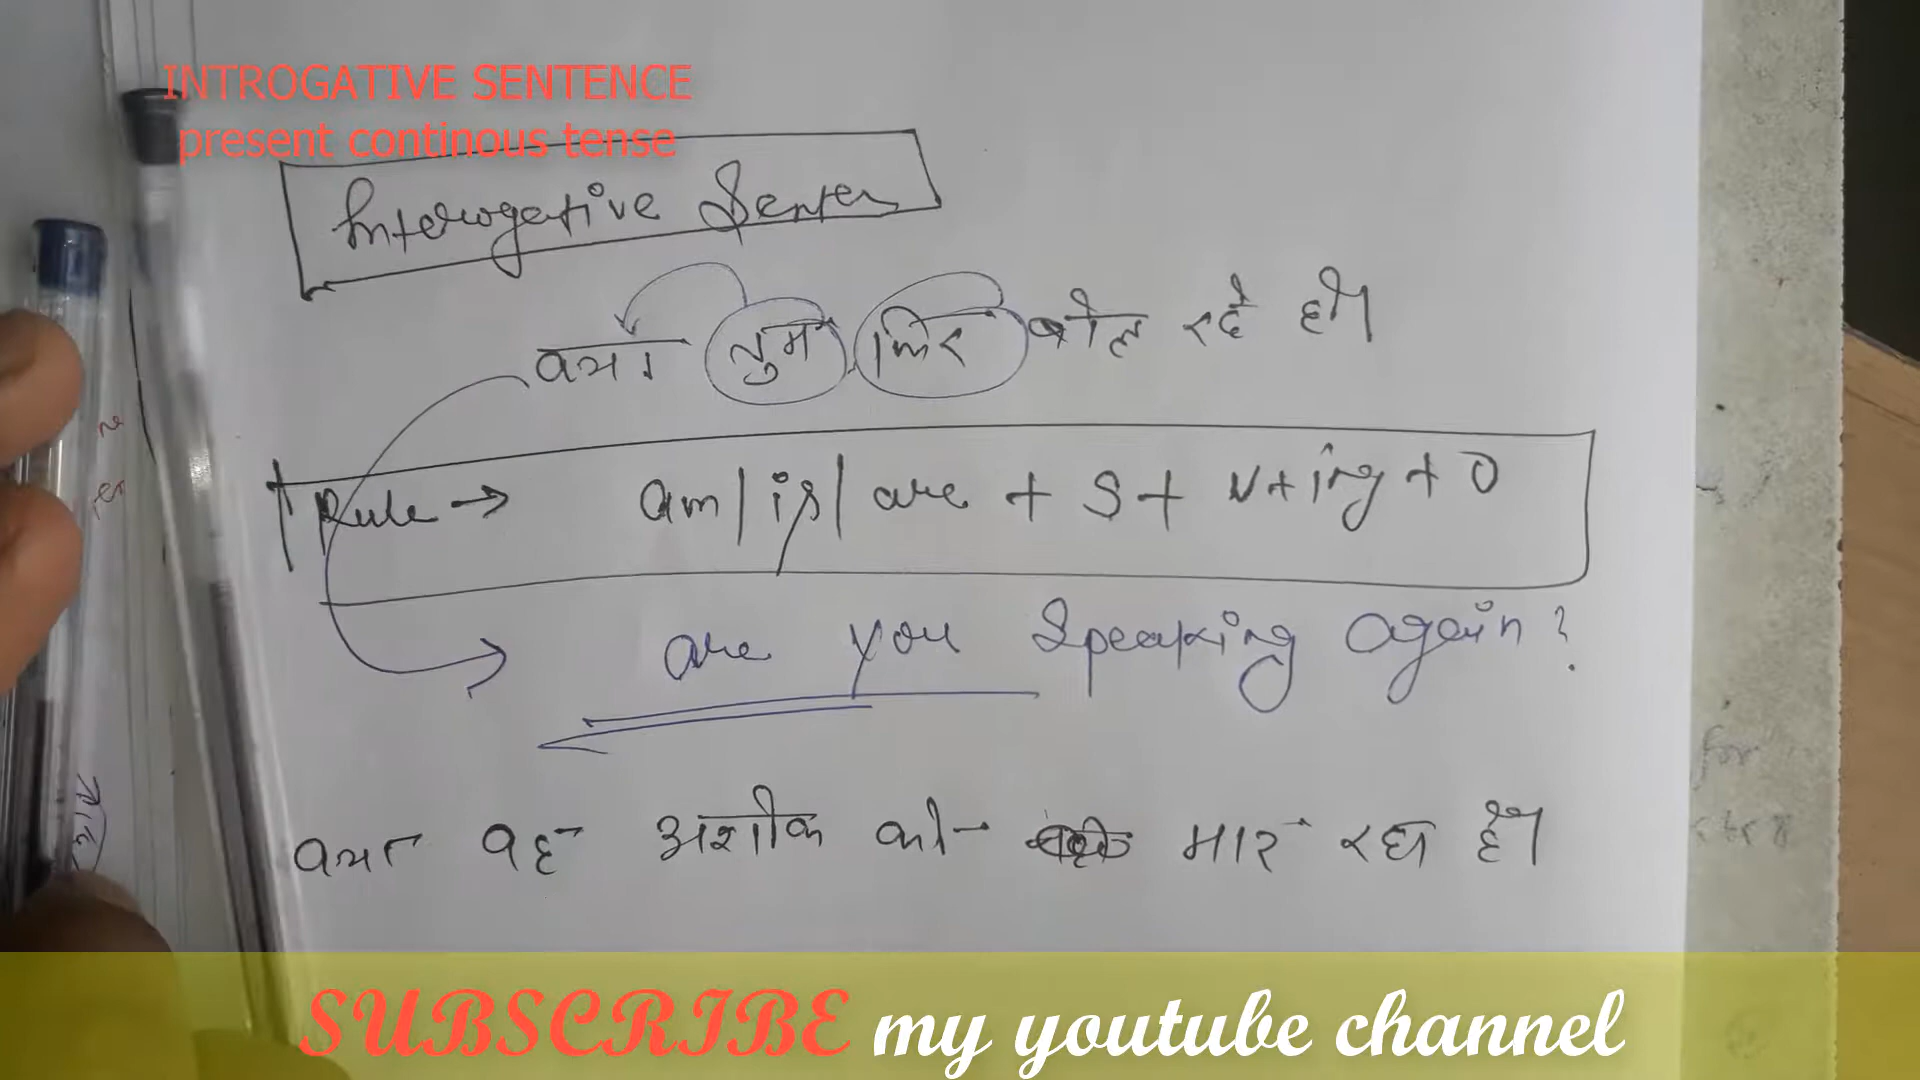 INTROGATIVE SENTENCE
present continous tense
Interogative Senten
क्या तुम फिर बोल रहे हो।
Rule → am | is | are + S + V + ing + O
are you Speaking again?
क्या वह अशोक को मार रहा है।
for
SUBSCRIBE my youtube channel